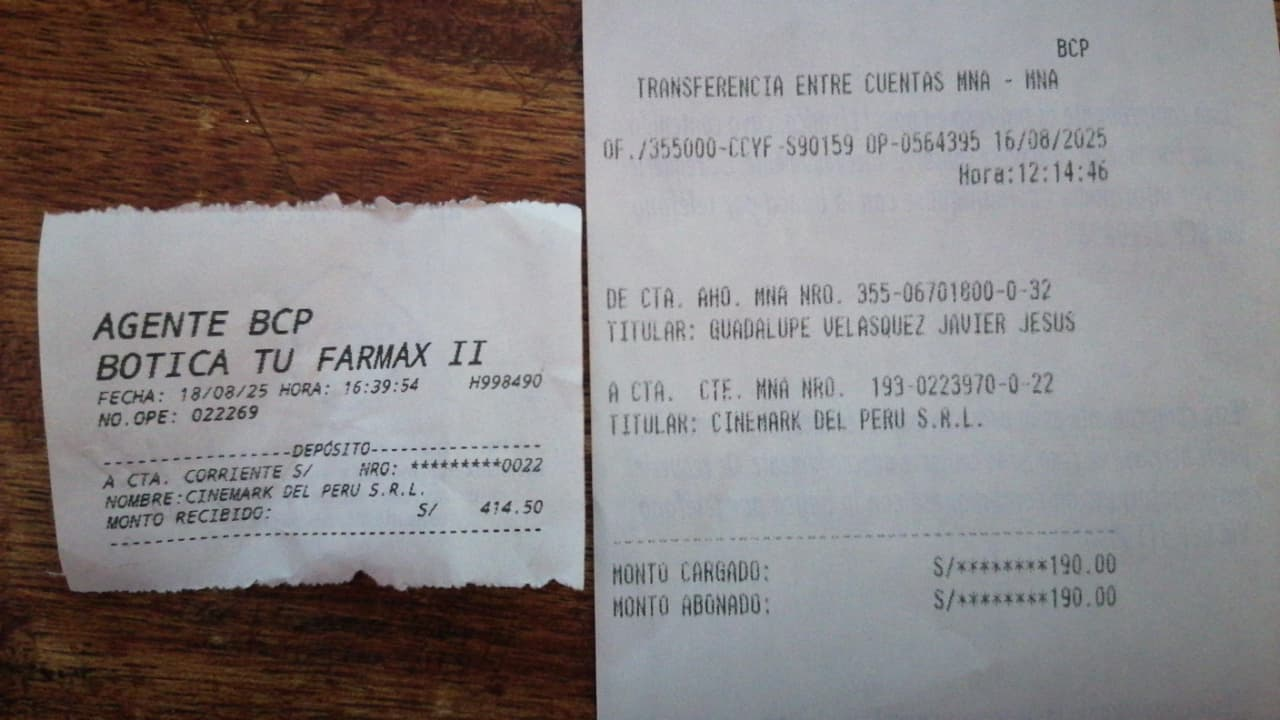 AGENTE BCP
BOTICA TU FARMAX II
FECHA: 18/08/25 HORA: 16:39:54 H998490
NO.OPE: 022269
DEPÓSITO
A CTA. CORRIENTE S/ NRO: *********0022
NOMBRE:CINEMARK DEL PERU S.R.L.
MONTO RECIBIDO: S/ 414.50
BCP
TRANSFERENCIA ENTRE CUENTAS MNA - MNA
OF./355000-CCYF-S90159 OP-0564395 16/08/2025
Hora:12:14:46
DE CTA. AHO. MNA NRO. 355-06701800-0-32
TITULAR: GUADALUPE VELASQUEZ JAVIER JESUS
A CTA. CTE. MNA NRO. 193-0223970-0-22
TITULAR: CINEMARK DEL PERU S.R.L.
MONTO CARGADO: S/********190.00
MONTO ABONADO: S/********190.00